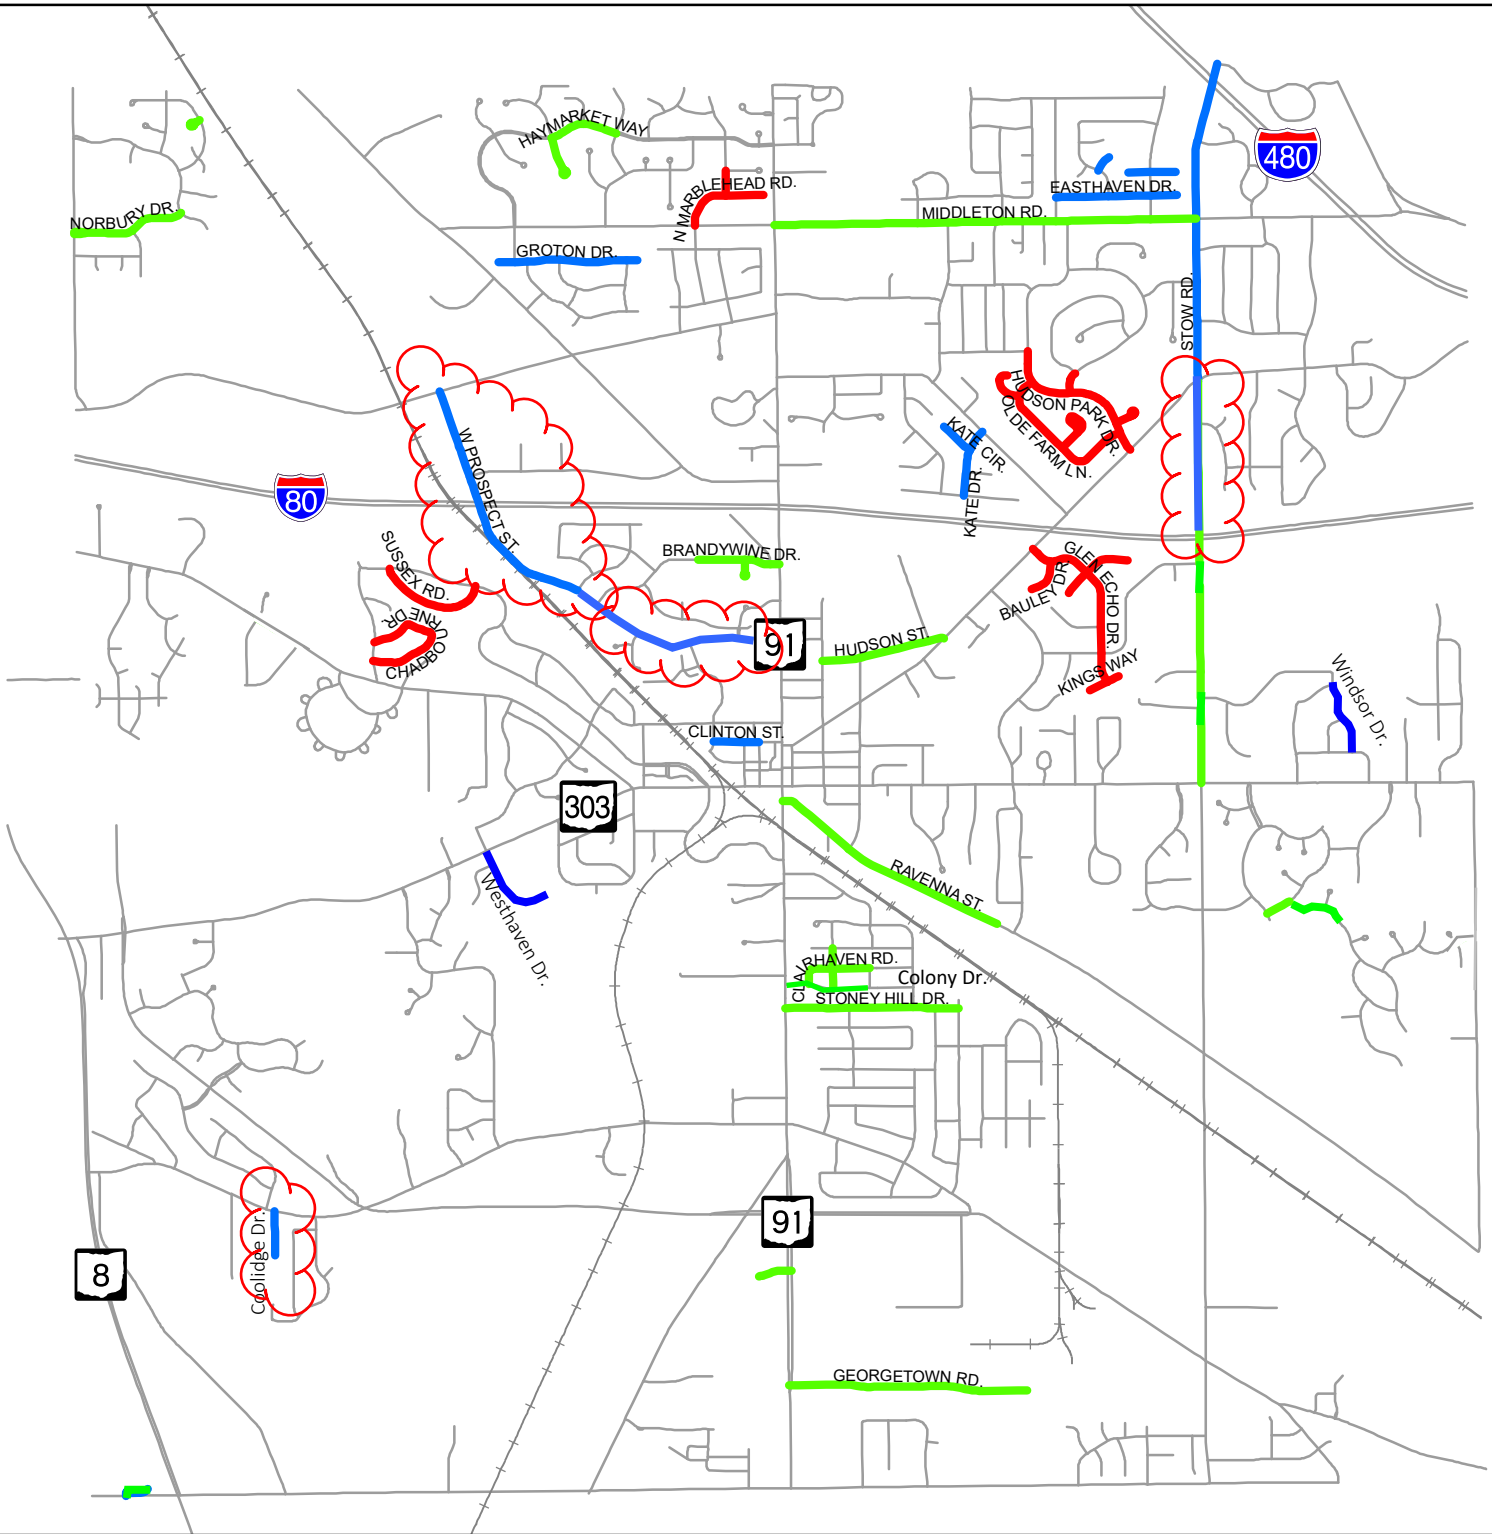 HAYMARKET WAY
480
N MARBLEHEAD RD.
EASTHAVEN DR.
NORBURY DR.
MIDDLETON RD.
GROTON DR.
STOW RD.
HUDSON PARK DR.
OLDE FARM LN.
KATE CIR.
KATE DR.
W PROSPECT ST.
80
SUSSEX RD.
BRANDYWINE DR.
GLEN ECHO DR.
BAULEY DR.
CHADBOURNE DR.
91
HUDSON ST.
KINGS WAY
Windsor Dr.
CLINTON ST.
303
RAVENNA ST.
Westhaven Dr.
CLAIRHAVEN RD.
Colony Dr.
STONEY HILL DR.
91
Coolidge Dr.
8
GEORGETOWN RD.